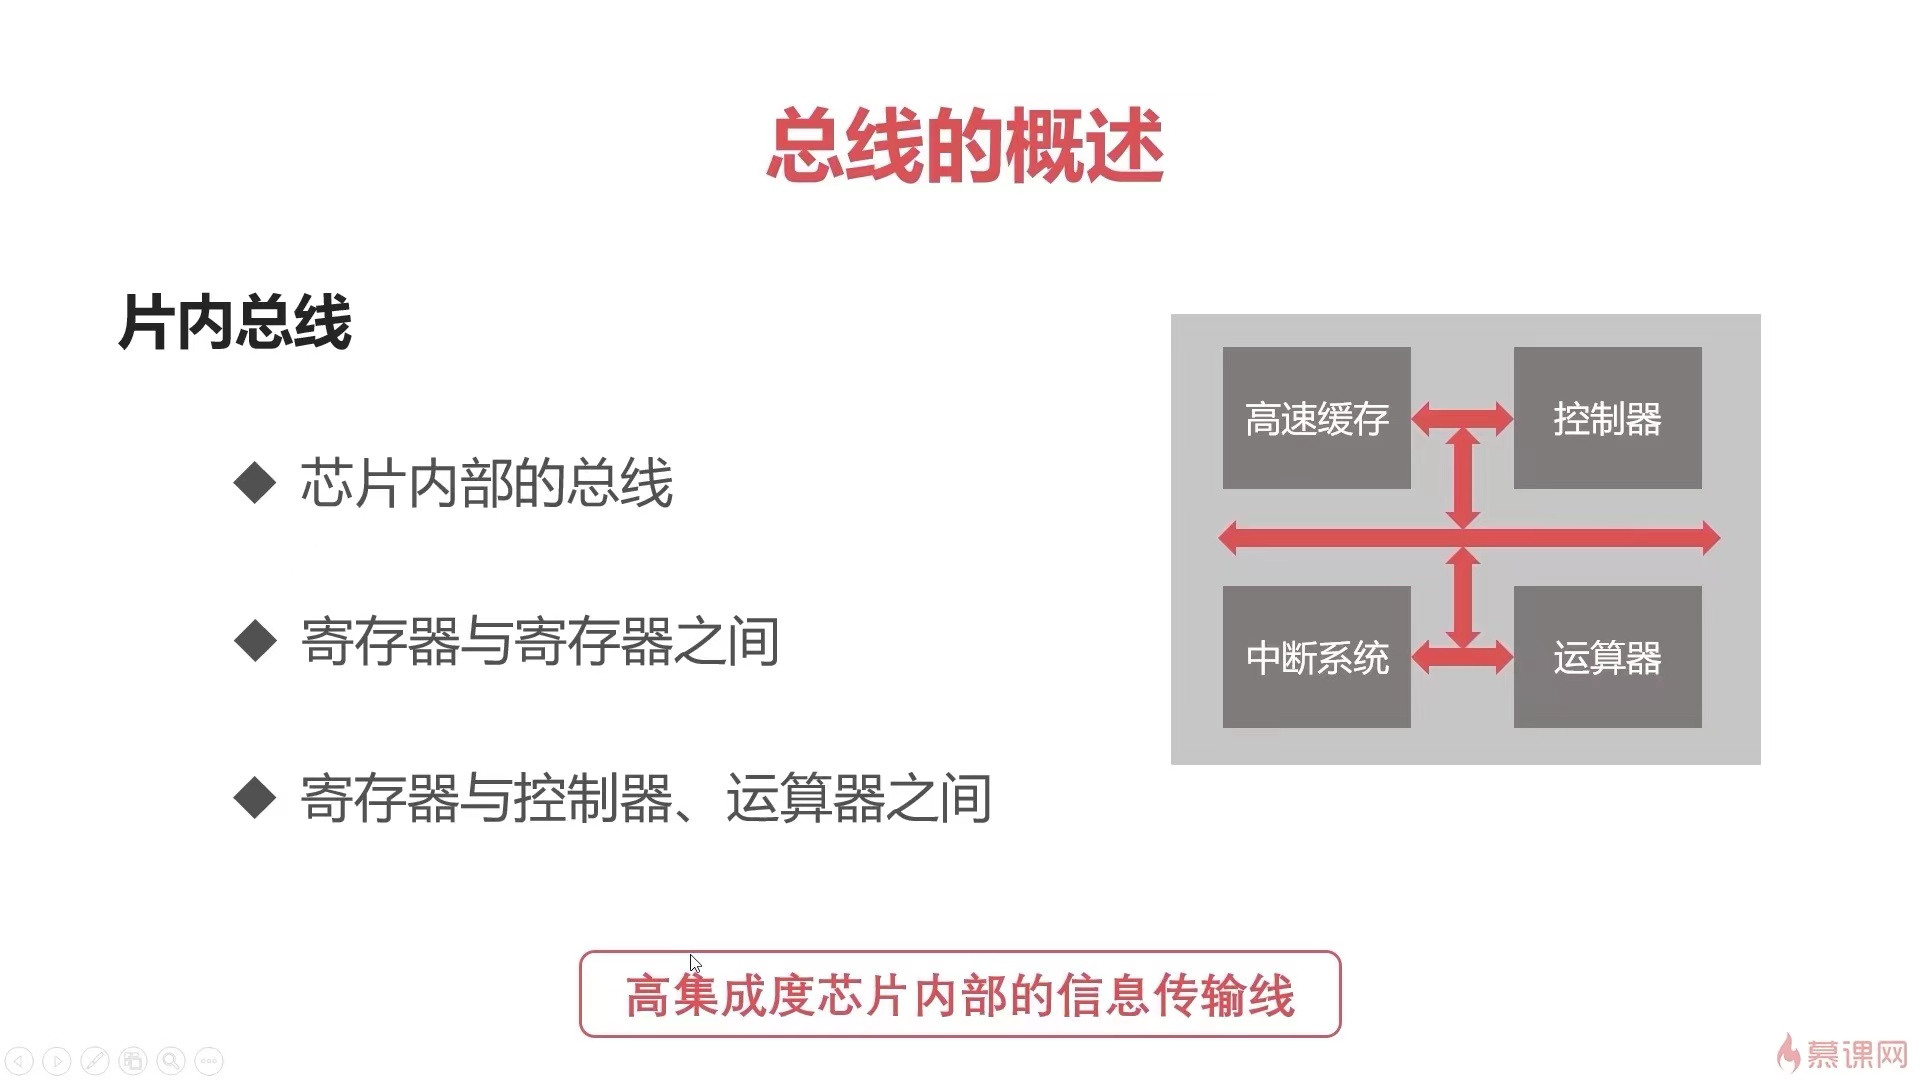 总线的概述
片内总线
芯片内部的总线
寄存器与寄存器之间
寄存器与控制器、运算器之间
高速缓存
控制器
中断系统
运算器
高集成度芯片内部的信息传输线
慕课网